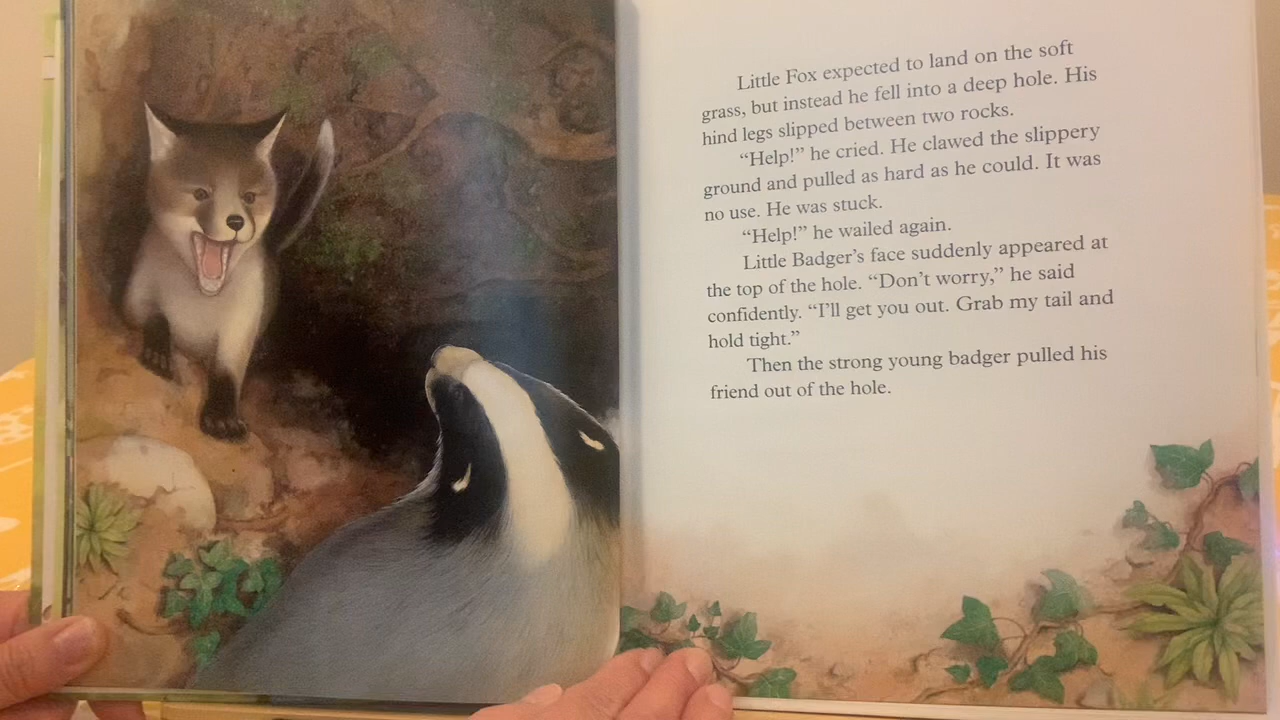 Little Fox expected to land on the soft
grass, but instead he fell into a deep hole. His
hind legs slipped between two rocks.
“Help!” he cried. He clawed the slippery
ground and pulled as hard as he could. It was
no use. He was stuck.
“Help!” he wailed again.
Little Badger’s face suddenly appeared at
the top of the hole. “Don’t worry,” he said
confidently. “I’ll get you out. Grab my tail and
hold tight.”
Then the strong young badger pulled his
friend out of the hole.